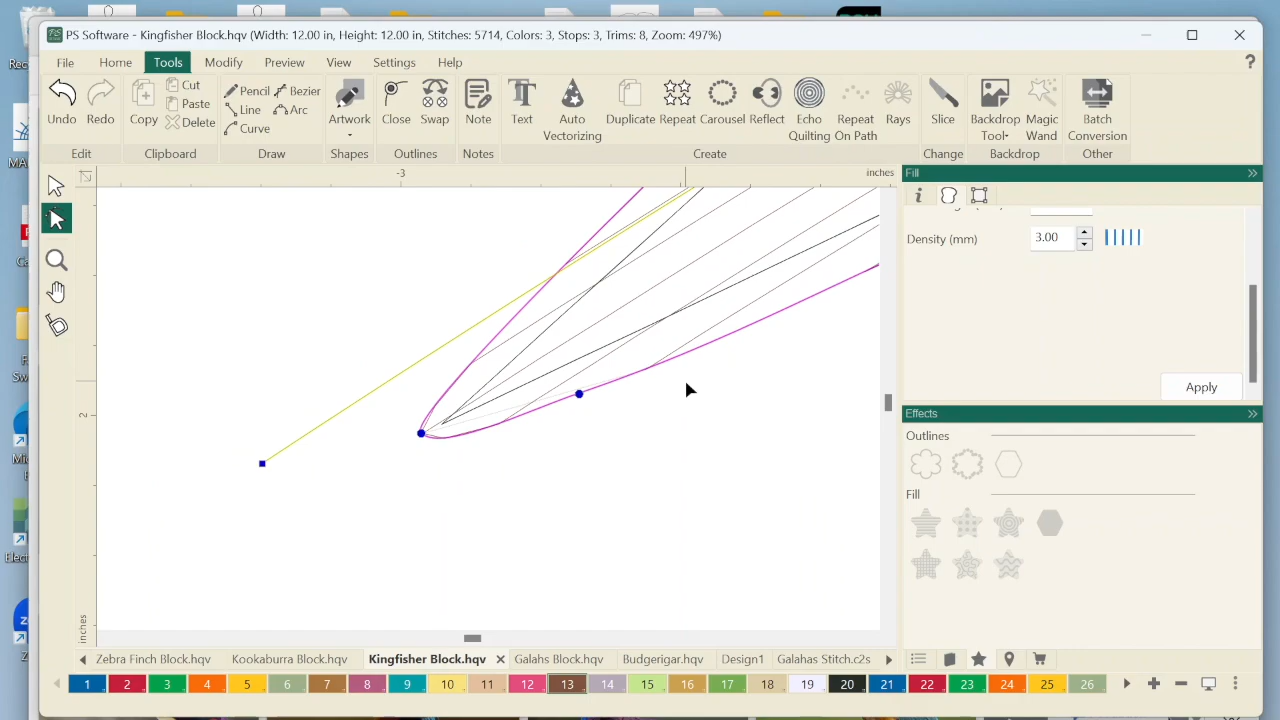 PS Software - Kingfisher Block.hqv (Width: 12.00 in, Height: 12.00 in, Stitches: 5714, Colors: 3, Stops: 3, Trims: 8, Zoom: 497%)
File Home Tools Modify Preview View Settings Help ?
Undo Redo Copy Cut Paste Delete Pencil Bezier Line Arc Curve Artwork Close Swap Note Text Auto Vectorizing Duplicate Repeat Carousel Reflect Echo Quilting Repeat On Path Rays Slice Backdrop Tool Magic Wand Batch Conversion
Edit Clipboard Draw Shapes Outlines Notes Create Change Backdrop Other
-3 inches
Fill
Density (mm) 3.00
Apply
2
Effects
Outlines
Fill
inches
Zebra Finch Block.hqv Kookaburra Block.hqv Kingfisher Block.hqv Galahs Block.hqv Budgerigar.hqv Design1 Galahas Stitch.c2s
1 2 3 4 5 6 7 8 9 10 11 12 13 14 15 16 17 18 19 20 21 22 23 24 25 26